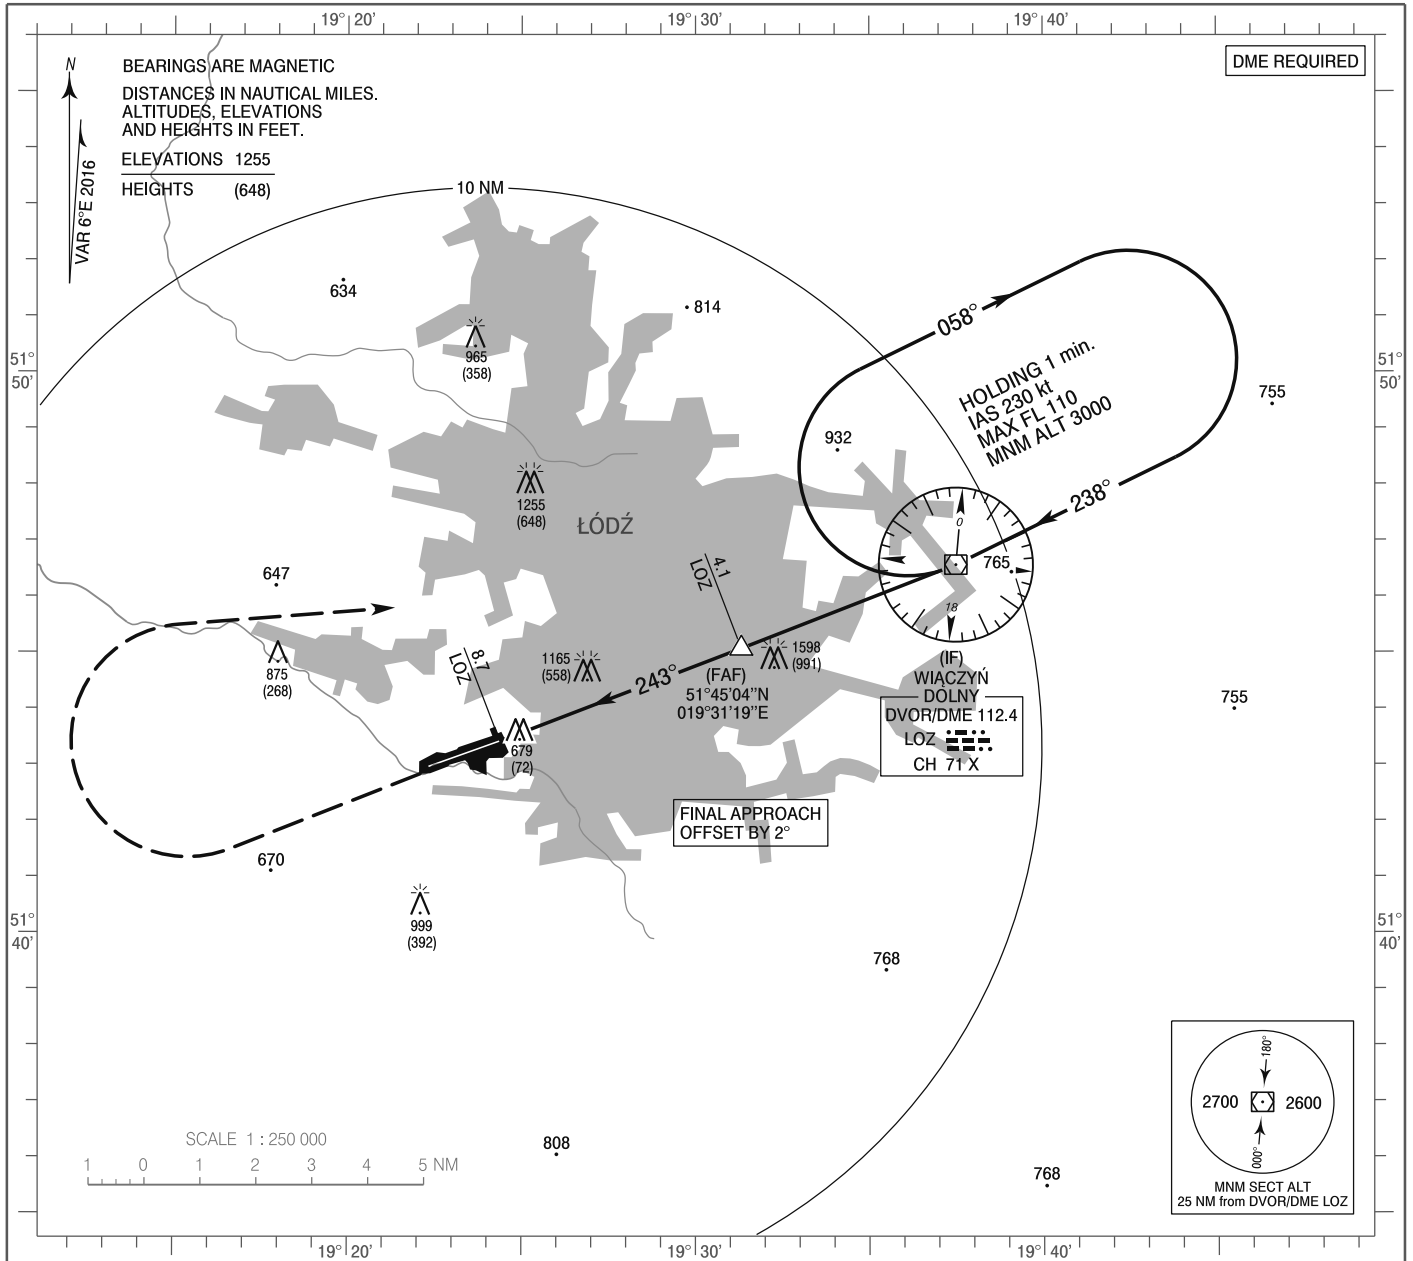 19° 20'
19° 30'
19° 40'
N
VAR 6°E 2016
BEARINGS ARE MAGNETIC
DISTANCES IN NAUTICAL MILES.
ALTITUDES, ELEVATIONS
AND HEIGHTS IN FEET.
ELEVATIONS 1255
HEIGHTS (648)
DME REQUIRED
10 NM
634
814
965
(358)
058°
HOLDING 1 min.
IAS 230 kt
MAX FL 110
MNM ALT 3000
238°
51°
50'
51°
50'
755
932
1255
(648)
ŁÓDŹ
0
18
765
647
4.1
LOZ
875
(268)
8.7
LOZ
1165
(558)
243°
1598
(991)
(FAF)
51°45'04"N
019°31'19"E
(IF)
WIĄCZYŃ
DOLNY
DVOR/DME 112.4
LOZ
CH 71 X
755
679
(72)
FINAL APPROACH
OFFSET BY 2°
670
999
(392)
51°
40'
51°
40'
768
808
768
SCALE 1 : 250 000
1 0 1 2 3 4 5 NM
180°
2700
2600
000°
MNM SECT ALT
25 NM from DVOR/DME LOZ
19° 20'
19° 30'
19° 40'